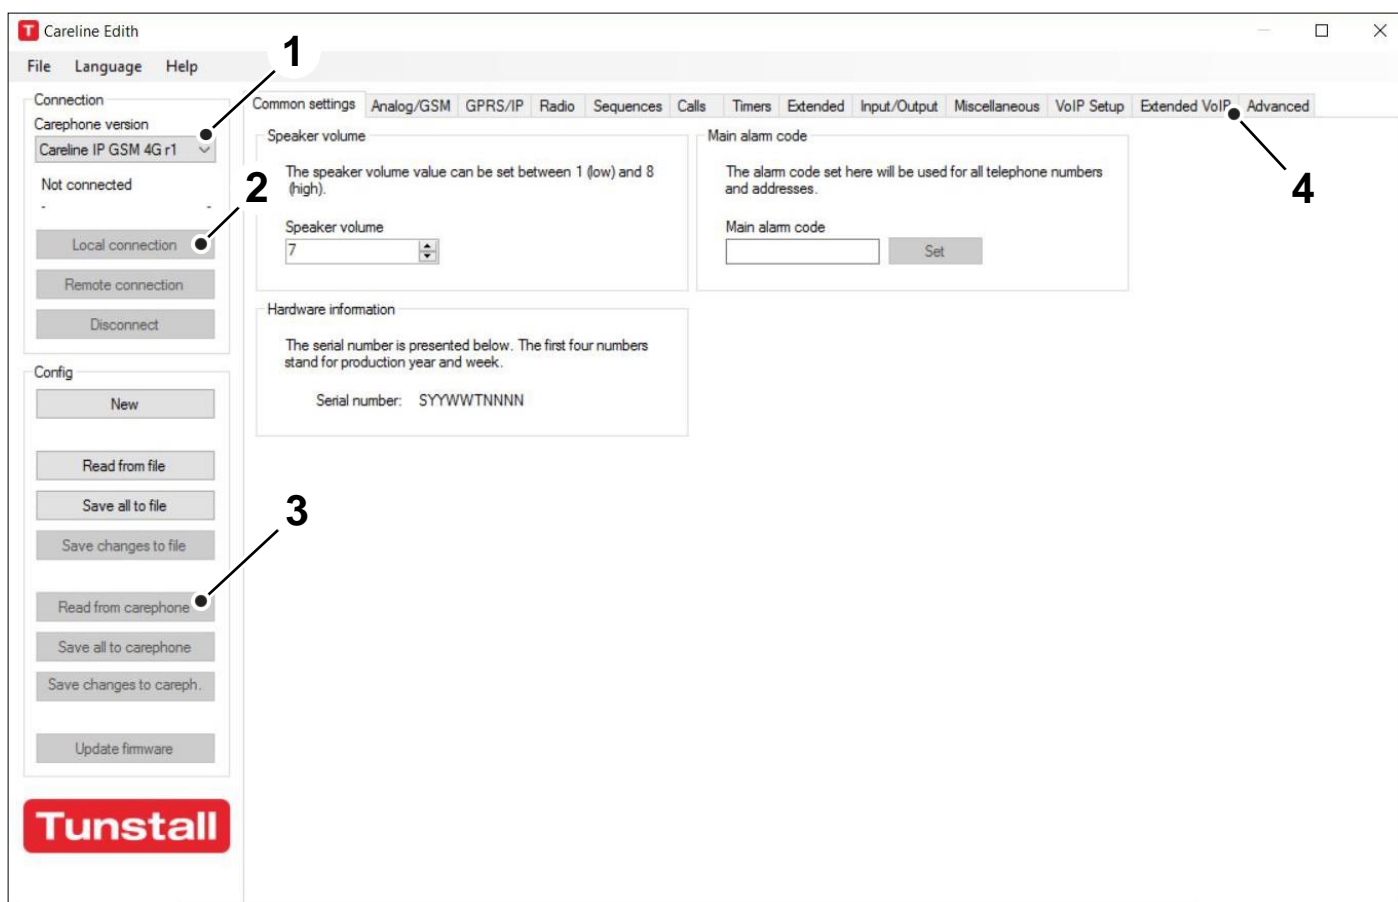 Careline Edith
File Language Help
1
Connection
Carephone version
Careline IP GSM 4G r1
Not connected
- -
Local connection
2
Remote connection
Disconnect
Config
New
Read from file
Save all to file
Save changes to file
3
Read from carephone
Save all to carephone
Save changes to careph.
Update firmware
Tunstall
Common settings Analog/GSM GPRS/IP Radio Sequences Calls Timers Extended Input/Output Miscellaneous VoIP Setup Extended VoIP Advanced
4
Speaker volume
The speaker volume value can be set between 1 (low) and 8
(high).
Speaker volume
7
Main alarm code
The alarm code set here will be used for all telephone numbers
and addresses.
Main alarm code
Set
Hardware information
The serial number is presented below. The first four numbers
stand for production year and week.
Serial number: SYYWWTNNNN